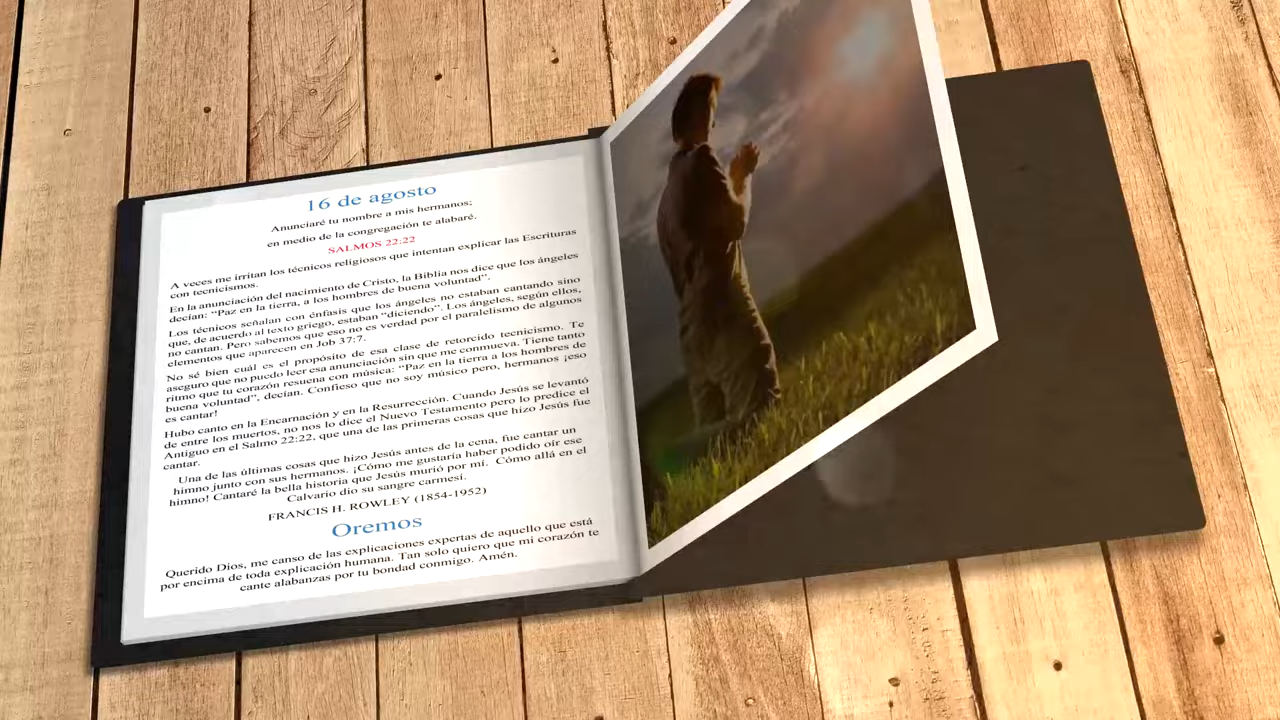 16 de agosto
Anunciaré tu nombre a mis hermanos;
en medio de la congregación te alabaré.
SALMOS 22:22
A veces me irritan los técnicos religiosos que intentan explicar las Escrituras
con tecnicismos.
En la anunciación del nacimiento de Cristo, la Biblia nos dice que los ángeles
decían: “Paz en la tierra, a los hombres de buena voluntad”.
Los técnicos señalan con énfasis que los ángeles no estaban cantando sino
que, de acuerdo al texto griego, estaban “diciendo”. Los ángeles, según ellos,
no cantan. Pero sabemos que eso no es verdad por el paralelismo de algunos
elementos que aparecen en Job 37:7.
No sé bien cuál es el propósito de esa clase de retorcido tecnicismo. Te
aseguro que no puedo leer esa anunciación sin que me conmueva. Tiene tanto
ritmo que tu corazón resuena con música: “Paz en la tierra a los hombres de
buena voluntad”, decían. Confieso que no soy músico pero, hermanos ¡eso
es cantar!
Hubo canto en la Encarnación y en la Resurrección. Cuando Jesús se levantó
de entre los muertos, no nos lo dice el Nuevo Testamento pero lo predice el
Antiguo en el Salmo 22:22, que una de las primeras cosas que hizo Jesús fue
cantar.
Una de las últimas cosas que hizo Jesús antes de la cena, fue cantar un
himno junto con sus hermanos. ¡Cómo me gustaría haber podido oír ese
himno! Cantaré la bella historia que Jesús murió por mí. Cómo allá en el
Calvario dio su sangre carmesí.
FRANCIS H. ROWLEY (1854-1952)
Oremos
Querido Dios, me canso de las explicaciones expertas de aquello que está
por encima de toda explicación humana. Tan solo quiero que mi corazón te
cante alabanzas por tu bondad conmigo. Amén.